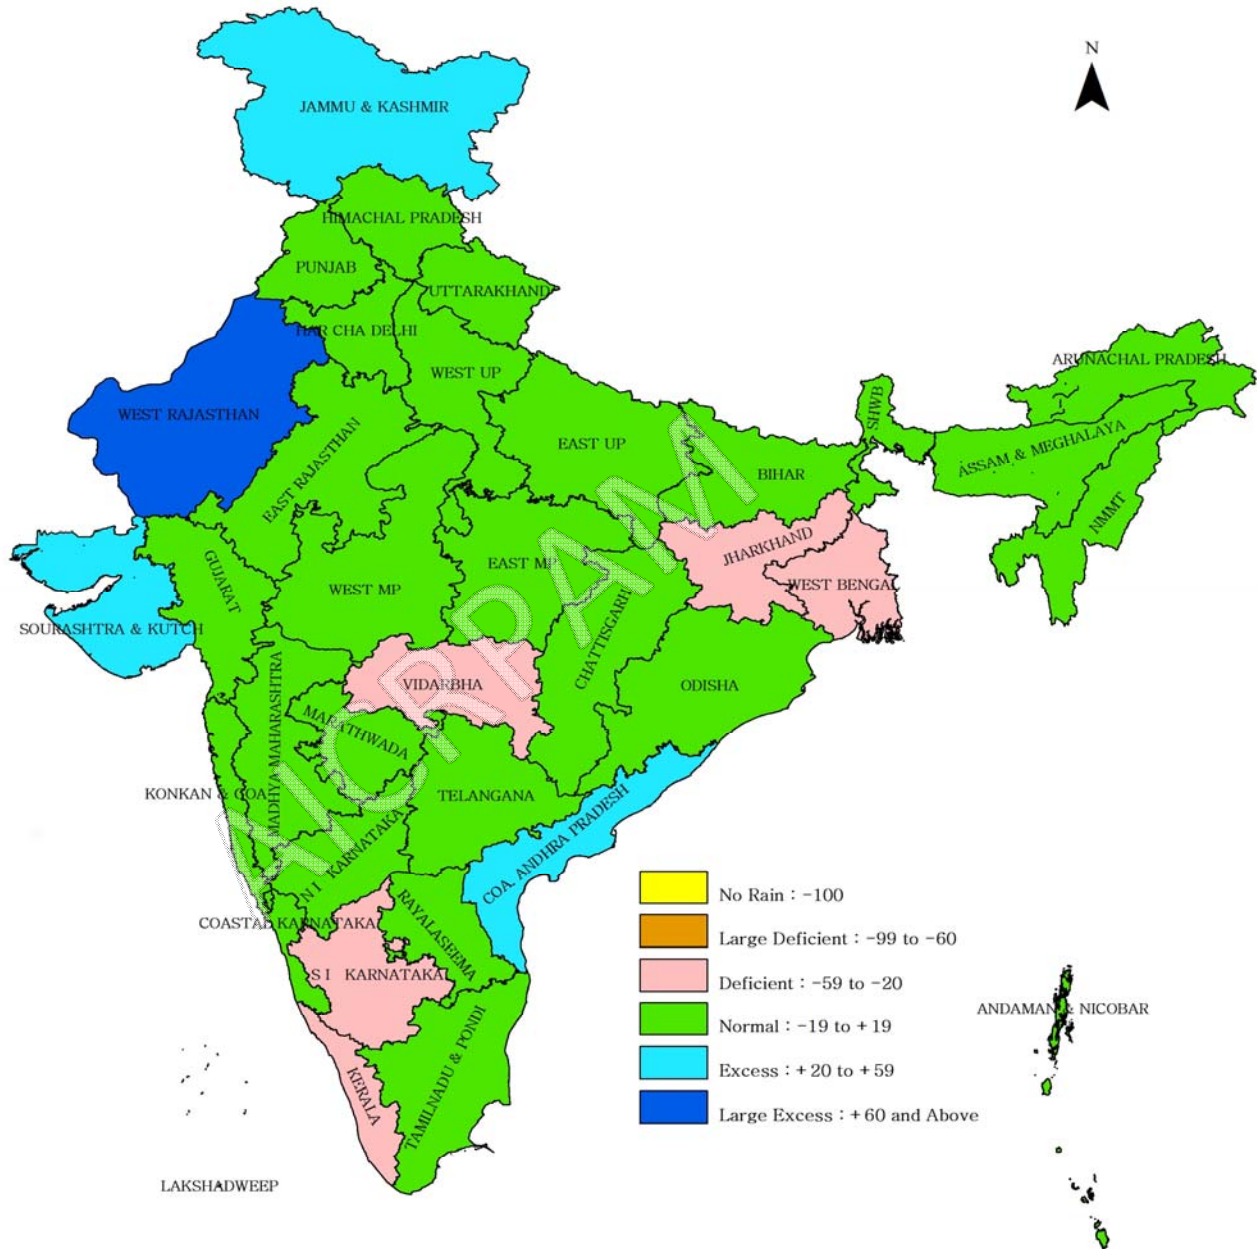 N
JAMMU & KASHMIR
HIMACHAL PRADESH
PUNJAB
UTTARAKHAND
HAR CHA DELHI
WEST UP
ARUNACHAL PRADESH
WEST RAJASTHAN
SHWB
EAST RAJASTHAN
EAST UP
BIHAR
ASSAM & MEGHALAYA
NMMT
JHARKHAND
GUJARAT
WEST MP
EAST MP
WEST BENGAL
SOURASHTRA & KUTCH
CHATTISGARH
VIDARBHA
ODISHA
MADHYA MAHARASHTRA
MARATHWADA
KONKAN & GOA
TELANGANA
COA. ANDHRA PRADESH
N I KARNATAKA
COASTAL KARNATAKA
RAYALASEEMA
S I KARNATAKA
KERALA
TAMILNADU & PONDI
ANDAMAN & NICOBAR
LAKSHADWEEP
AICRPAM
No Rain : -100
Large Deficient : -99 to -60
Deficient : -59 to -20
Normal : -19 to +19
Excess : +20 to +59
Large Excess : +60 and Above